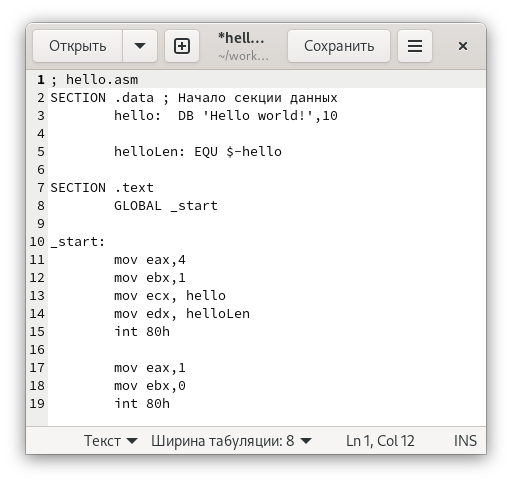 Открыть
*hell…
~/work…
Сохранить
1 ; hello.asm
2 SECTION .data ; Начало секции данных
3 hello: DB 'Hello world!',10
4
5 helloLen: EQU $-hello
6
7 SECTION .text
8 GLOBAL _start
9
10 _start:
11 mov eax,4
12 mov ebx,1
13 mov ecx, hello
14 mov edx, helloLen
15 int 80h
16
17 mov eax,1
18 mov ebx,0
19 int 80h
Текст Ширина табуляции: 8 Ln 1, Col 12 INS